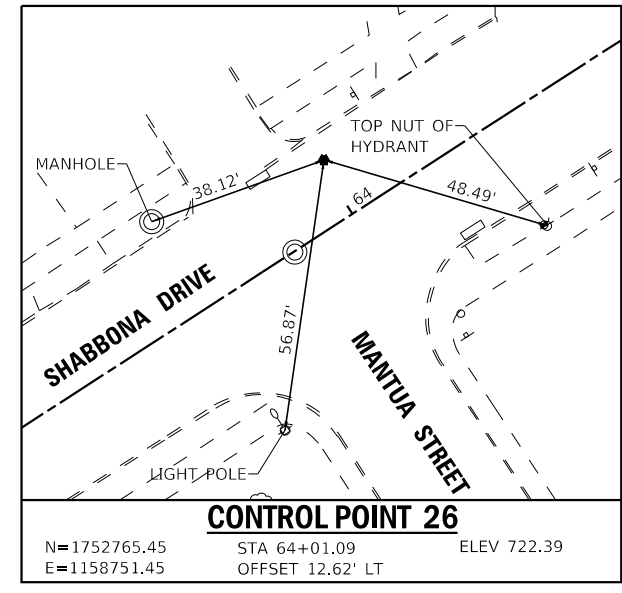 TOP NUT OF
HYDRANT
MANHOLE
38.12'
48.49'
64
SHABBONA DRIVE
56.87'
MANTUA STREET
LIGHT POLE
CONTROL POINT 26
N=1752765.45 STA 64+01.09 ELEV 722.39
E=1158751.45 OFFSET 12.62' LT